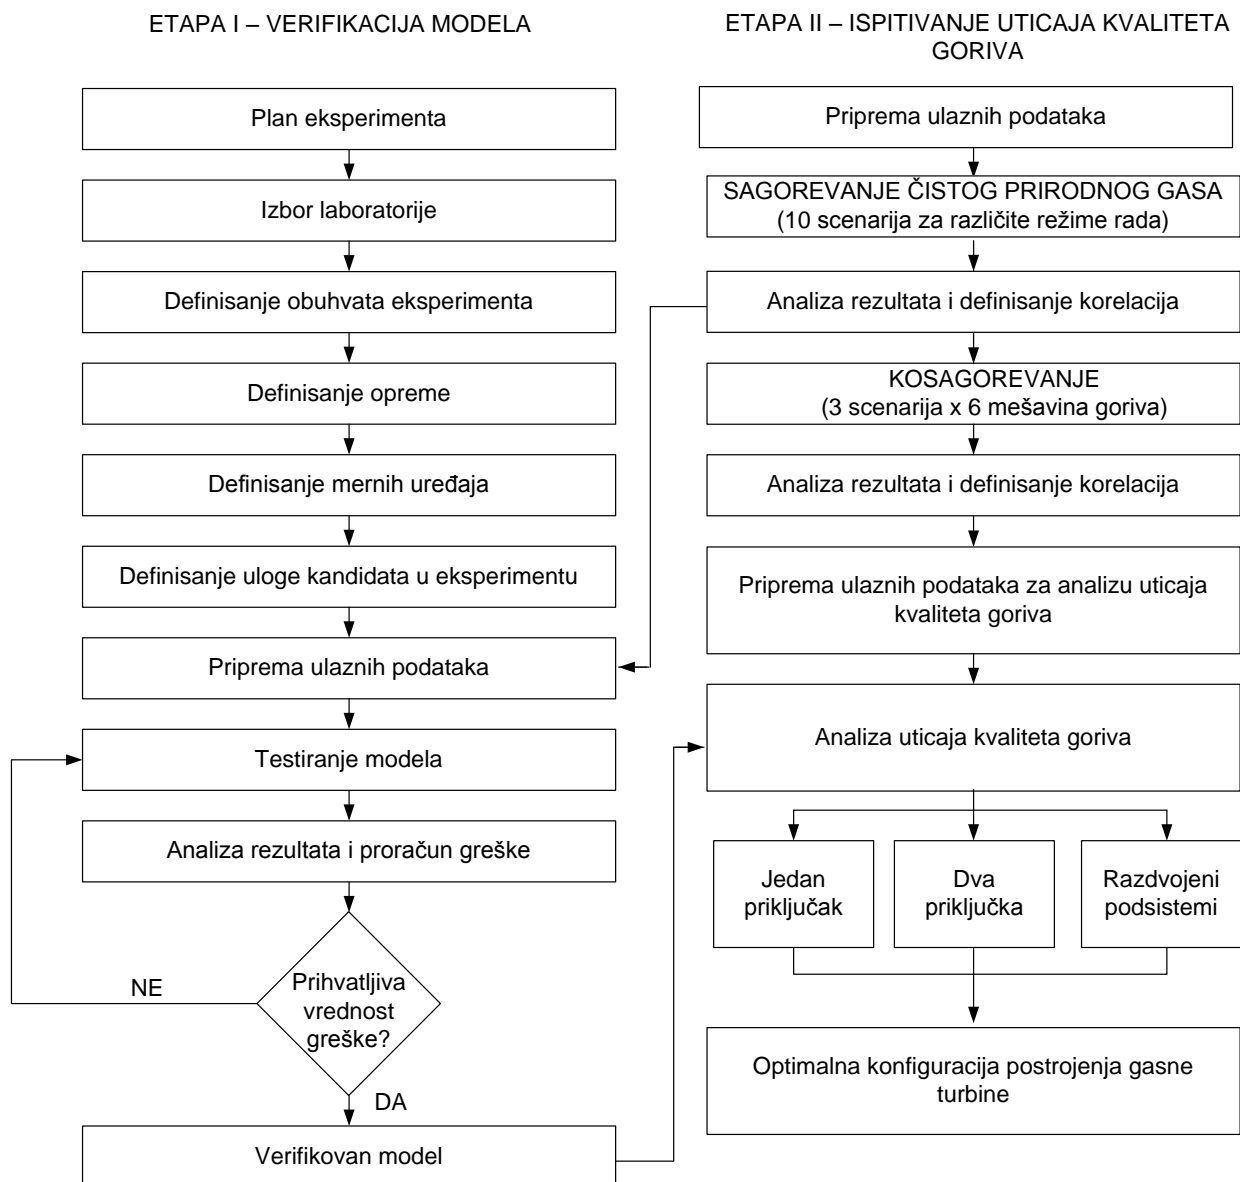 ETAPA I – VERIFIKACIJA MODELA
Plan eksperimenta
Izbor laboratorije
Definisanje obuhvata eksperimenta
Definisanje opreme
Definisanje mernih uređaja
Definisanje uloge kandidata u eksperimentu
Priprema ulaznih podataka
Testiranje modela
Analiza rezultata i proračun greške
Prihvatljiva
vrednost
greške?
NE
DA
Verifikovan model
ETAPA II – ISPITIVANJE UTICAJA KVALITETA
GORIVA
Priprema ulaznih podataka
SAGOREVANJE ČISTOG PRIRODNOG GASA
(10 scenarija za različite režime rada)
Analiza rezultata i definisanje korelacija
KOSAGOREVANJE
(3 scenarija x 6 mešavina goriva)
Analiza rezultata i definisanje korelacija
Priprema ulaznih podataka za analizu uticaja
kvaliteta goriva
Analiza uticaja kvaliteta goriva
Jedan
priključak
Dva
priključka
Razdvojeni
podsistemi
Optimalna konfiguracija postrojenja gasne
turbine